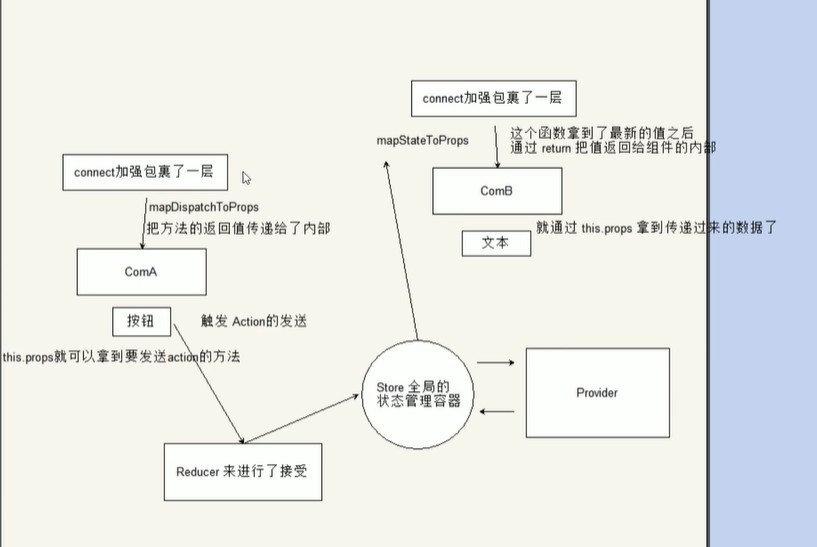 connect加强包裹了一层
mapStateToProps
这个函数拿到了最新的值之后
通过 return 把值返回给组件的内部
ComB
就通过 this.props 拿到传递过来的数据了
文本
connect加强包裹了一层
mapDispatchToProps
把方法的返回值传递给了内部
ComA
按钮
触发 Action的发送
this.props就可以拿到要发送action的方法
Store 全局的
状态管理容器
Provider
Reducer 来进行了接受